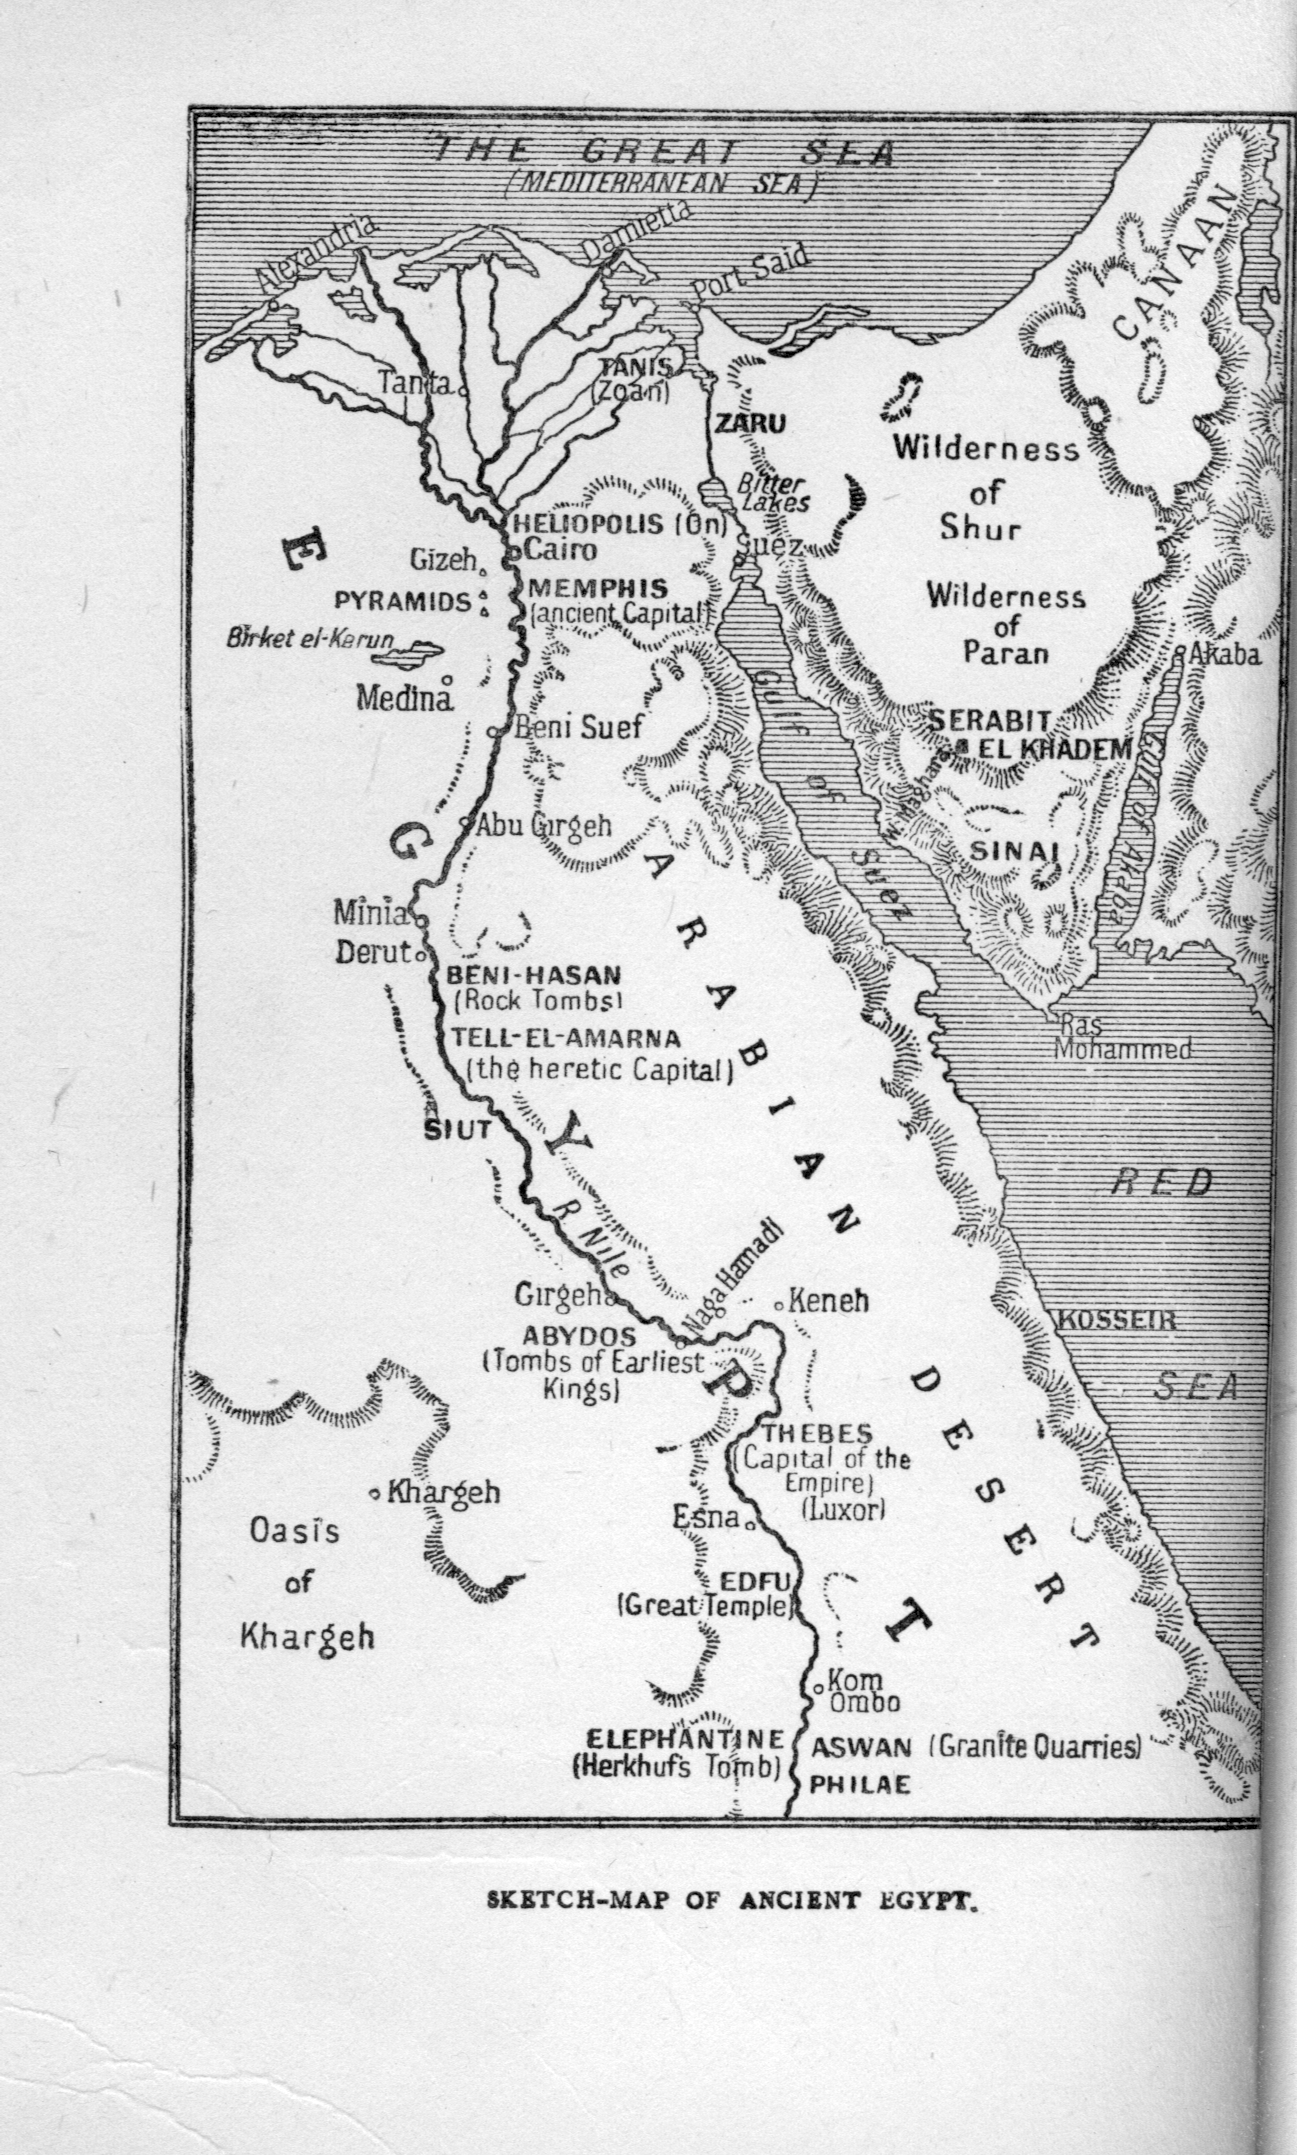 THE GREAT SEA
(MEDITERRANEAN SEA)
Alexandria
Damietta
Port Said
CANAAN
Tanta
TANIS
(Zoan)
ZARU
Wilderness
of
Shur
Bitter
Lakes
HELIOPOLIS (On)
Suez
Cairo
Gizeh
MEMPHIS
(ancient Capital)
PYRAMIDS
Wilderness
of
Paran
Birket el-Kerun
Akaba
Medina
Gulf of Suez
Beni Suef
SERABIT
EL KHADEM
W. Maghara
Gulf of Akaba
Abu Girgeh
SINAI
EGYPT
ARABIAN DESERT
Minia
Derut
BENI-HASAN
(Rock Tombs)
Ras
Mohammed
TELL-EL-AMARNA
(the heretic Capital)
SIUT
RED
SEA
R. Nile
Naga Hamadi
Girgeh
Keneh
KOSSEIR
ABYDOS
(Tombs of Earliest
Kings)
THEBES
(Capital of the
Empire)
(Luxor)
Khargeh
Esna
Oasis
of
Khargeh
EDFU
(Great Temple)
Kom
Ombo
ELEPHANTINE
(Herkhuf's Tomb)
ASWAN (Granite Quarries)
PHILAE
SKETCH-MAP OF ANCIENT EGYPT.